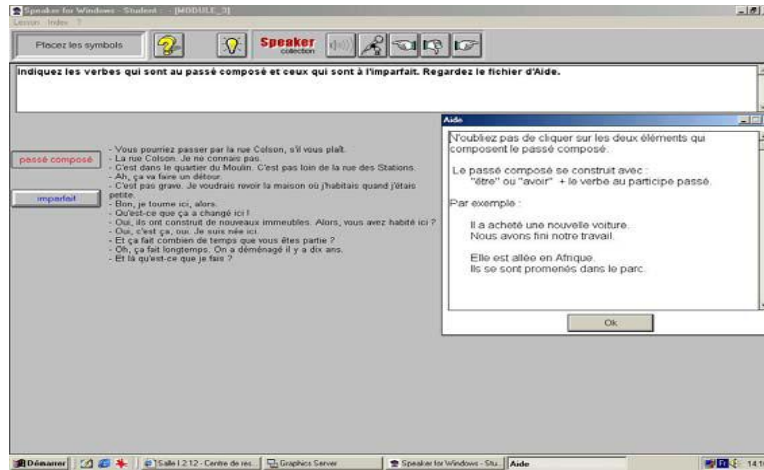 Speaker for Windows - Student : - [MODULE_3]
Lesson Index ?
Placez les symbols
Speaker
collection
Indiquez les verbes qui sont au passé composé et ceux qui sont à l'imparfait. Regardez le fichier d'Aide.
passé composé
imparfait
- Vous pourriez passer par la rue Colson, s'il vous plaît.
- La rue Colson. Je ne connais pas.
- C'est dans le quartier du Moulin. C'est pas loin de la rue des Stations.
- Ah, ça va faire un détour.
- C'est pas grave. Je voudrais revoir la maison où j'habitais quand j'étais
petite.
- Bon, je tourne ici, alors.
- Qu'est-ce que ça a changé ici !
- Oui, ils ont construit de nouveaux immeubles. Alors, vous avez habité ici ?
- Oui, c'est ça, oui. Je suis née ici.
- Et ça fait combien de temps que vous êtes partie ?
- Oh, ça fait longtemps. On a déménagé il y a dix ans.
- Et là qu'est-ce que je fais ?
Aide
N'oubliez pas de cliquer sur les deux éléments qui
composent le passé composé.
Le passé composé se construit avec :
"être" ou "avoir" + le verbe au participe passé.
Par exemple :
Il a acheté une nouvelle voiture.
Nous avons fini notre travail.
Elle est allée en Afrique.
Ils se sont promenés dans le parc.
Ok
Démarrer
Salle I.2.12 - Centre de res...
Graphics Server
Speaker for Windows - Stu...
Aide